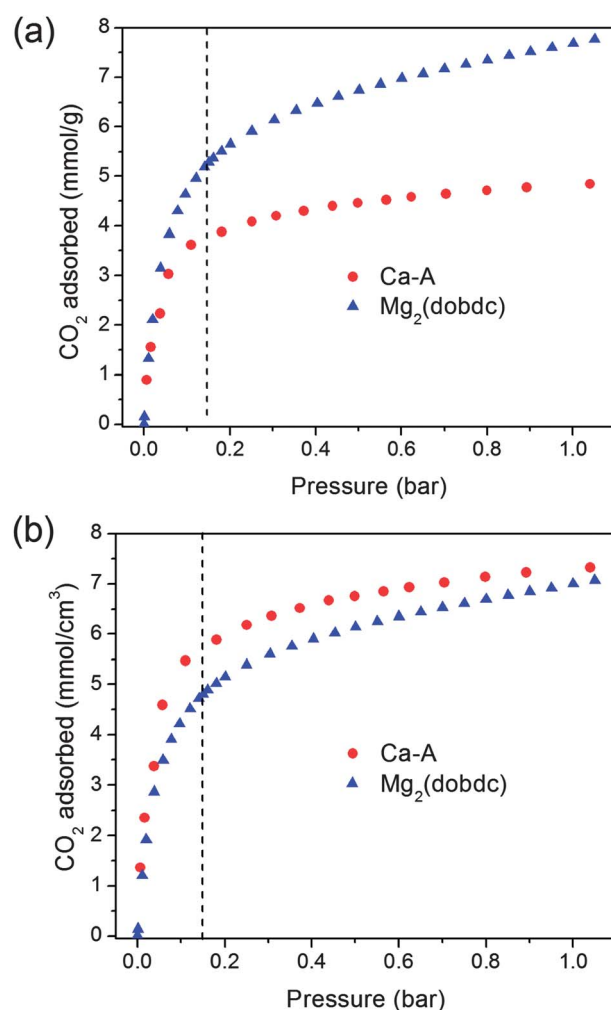 (a)
CO₂ adsorbed (mmol/g)
8
7
6
5
4
3
2
1
0
Ca-A
Mg₂(dobdc)
0.0 0.2 0.4 0.6 0.8 1.0
Pressure (bar)
(b)
CO₂ adsorbed (mmol/cm³)
8
7
6
5
4
3
2
1
0
Ca-A
Mg₂(dobdc)
0.0 0.2 0.4 0.6 0.8 1.0
Pressure (bar)